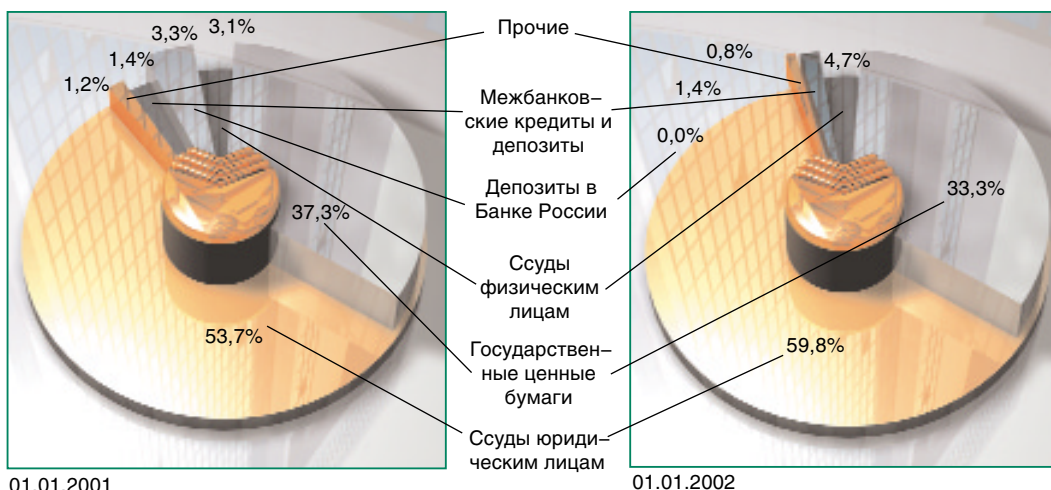 3,3%
3,1%
1,4%
1,2%
37,3%
53,7%
01.01.2001
Прочие
Межбанков–
ские кредиты и
депозиты
Депозиты в
Банке России
Ссуды
физическим
лицам
Государствен–
ные ценные
бумаги
Ссуды юриди–
ческим лицам
0,8%
4,7%
1,4%
0,0%
33,3%
59,8%
01.01.2002